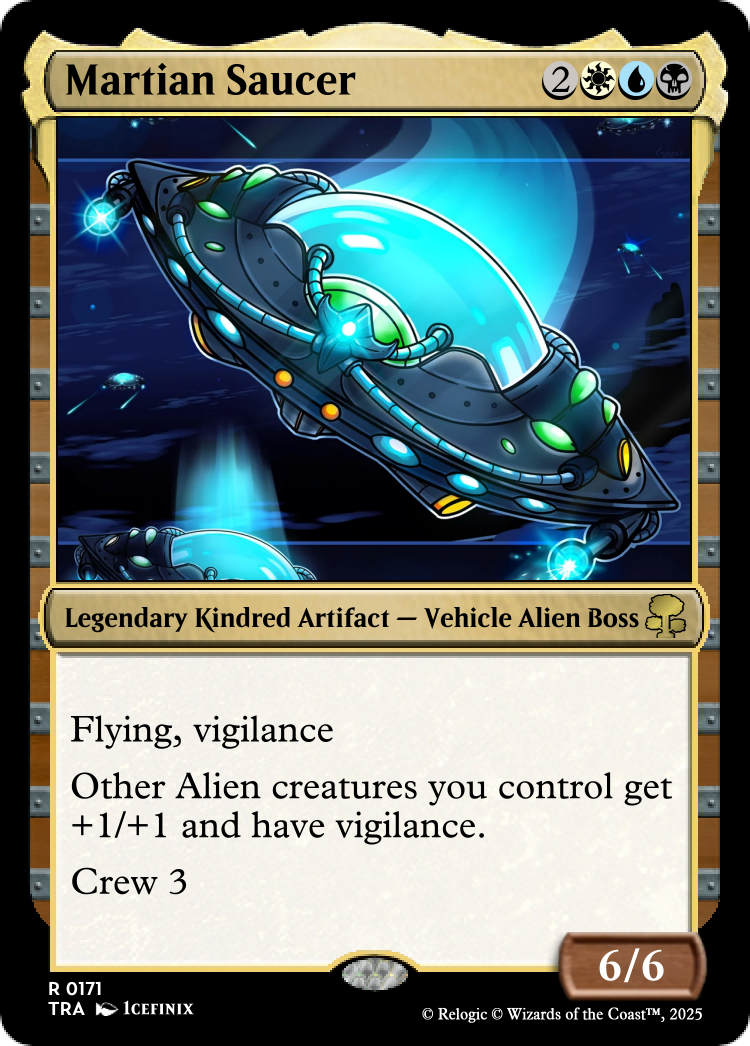 Martian Saucer 2
Legendary Kindred Artifact — Vehicle Alien Boss
Flying, vigilance
Other Alien creatures you control get
+1/+1 and have vigilance.
Crew 3
6/6
R 0171
TRA Icefinix
© Relogic © Wizards of the Coast™, 2025